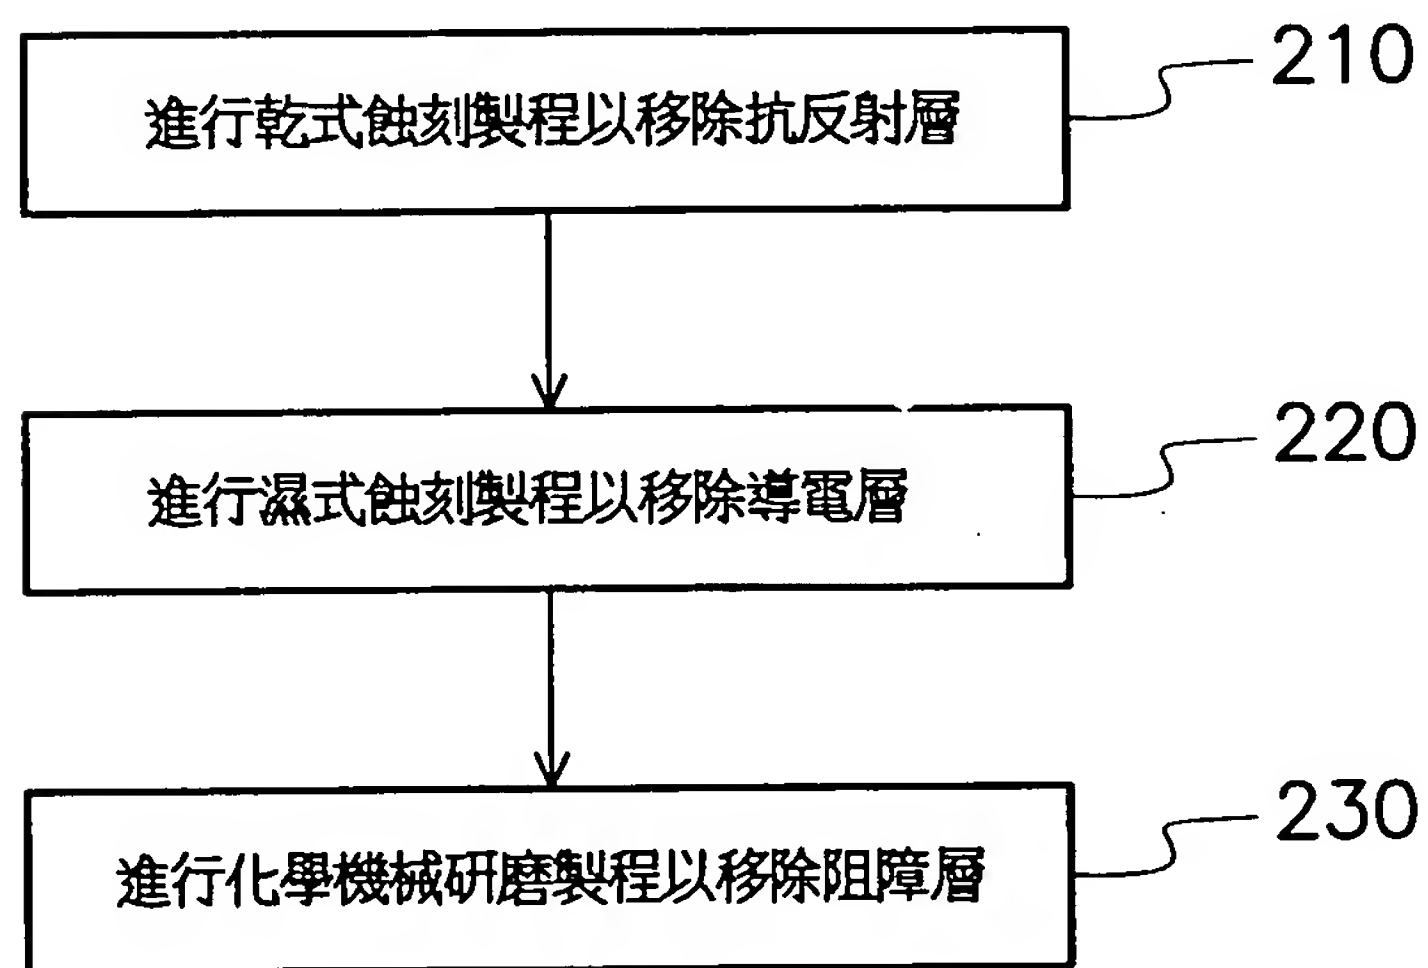 進行乾式蝕刻製程以移除抗反射層
210
進行濕式蝕刻製程以移除導電層
220
進行化學機械研磨製程以移除阻障層
230